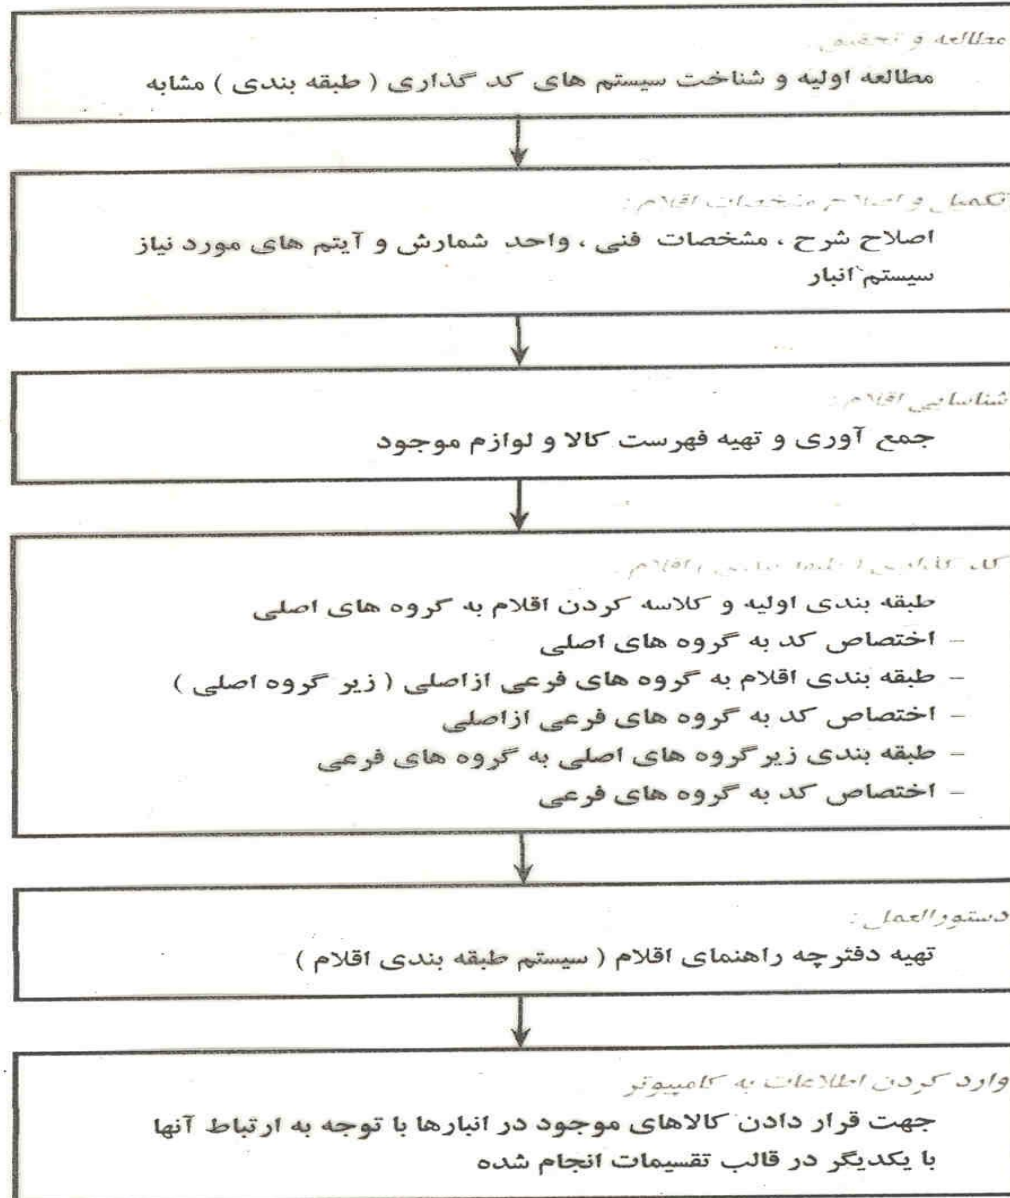 مطالعه و تحقیق :
مطالعه اولیه و شناخت سیستم های کد گذاری ( طبقه بندی ) مشابه
تکمیل و اصلاح مشخصات اقلام :
اصلاح شرح ، مشخصات فنی ، واحد شمارش و آیتم های مورد نیاز
سیستم انبار
شناسایی اقلام :
جمع آوری و تهیه فهرست کالا و لوازم موجود
کد گذاری ( طبقه بندی ) اقلام :
طبقه بندی اولیه و کلاسه کردن اقلام به گروه های اصلی
- اختصاص کد به گروه های اصلی
- طبقه بندی اقلام به گروه های فرعی ازاصلی ( زیر گروه اصلی )
- اختصاص کد به گروه های فرعی ازاصلی
- طبقه بندی زیرگروه های اصلی به گروه های فرعی
- اختصاص کد به گروه های فرعی
دستورالعمل :
تهیه دفترچه راهنمای اقلام ( سیستم طبقه بندی اقلام )
وارد کردن اطلاعات به کامپیوتر
جهت قرار دادن کالاهای موجود در انبارها با توجه به ارتباط آنها
با یکدیگر در قالب تقسیمات انجام شده